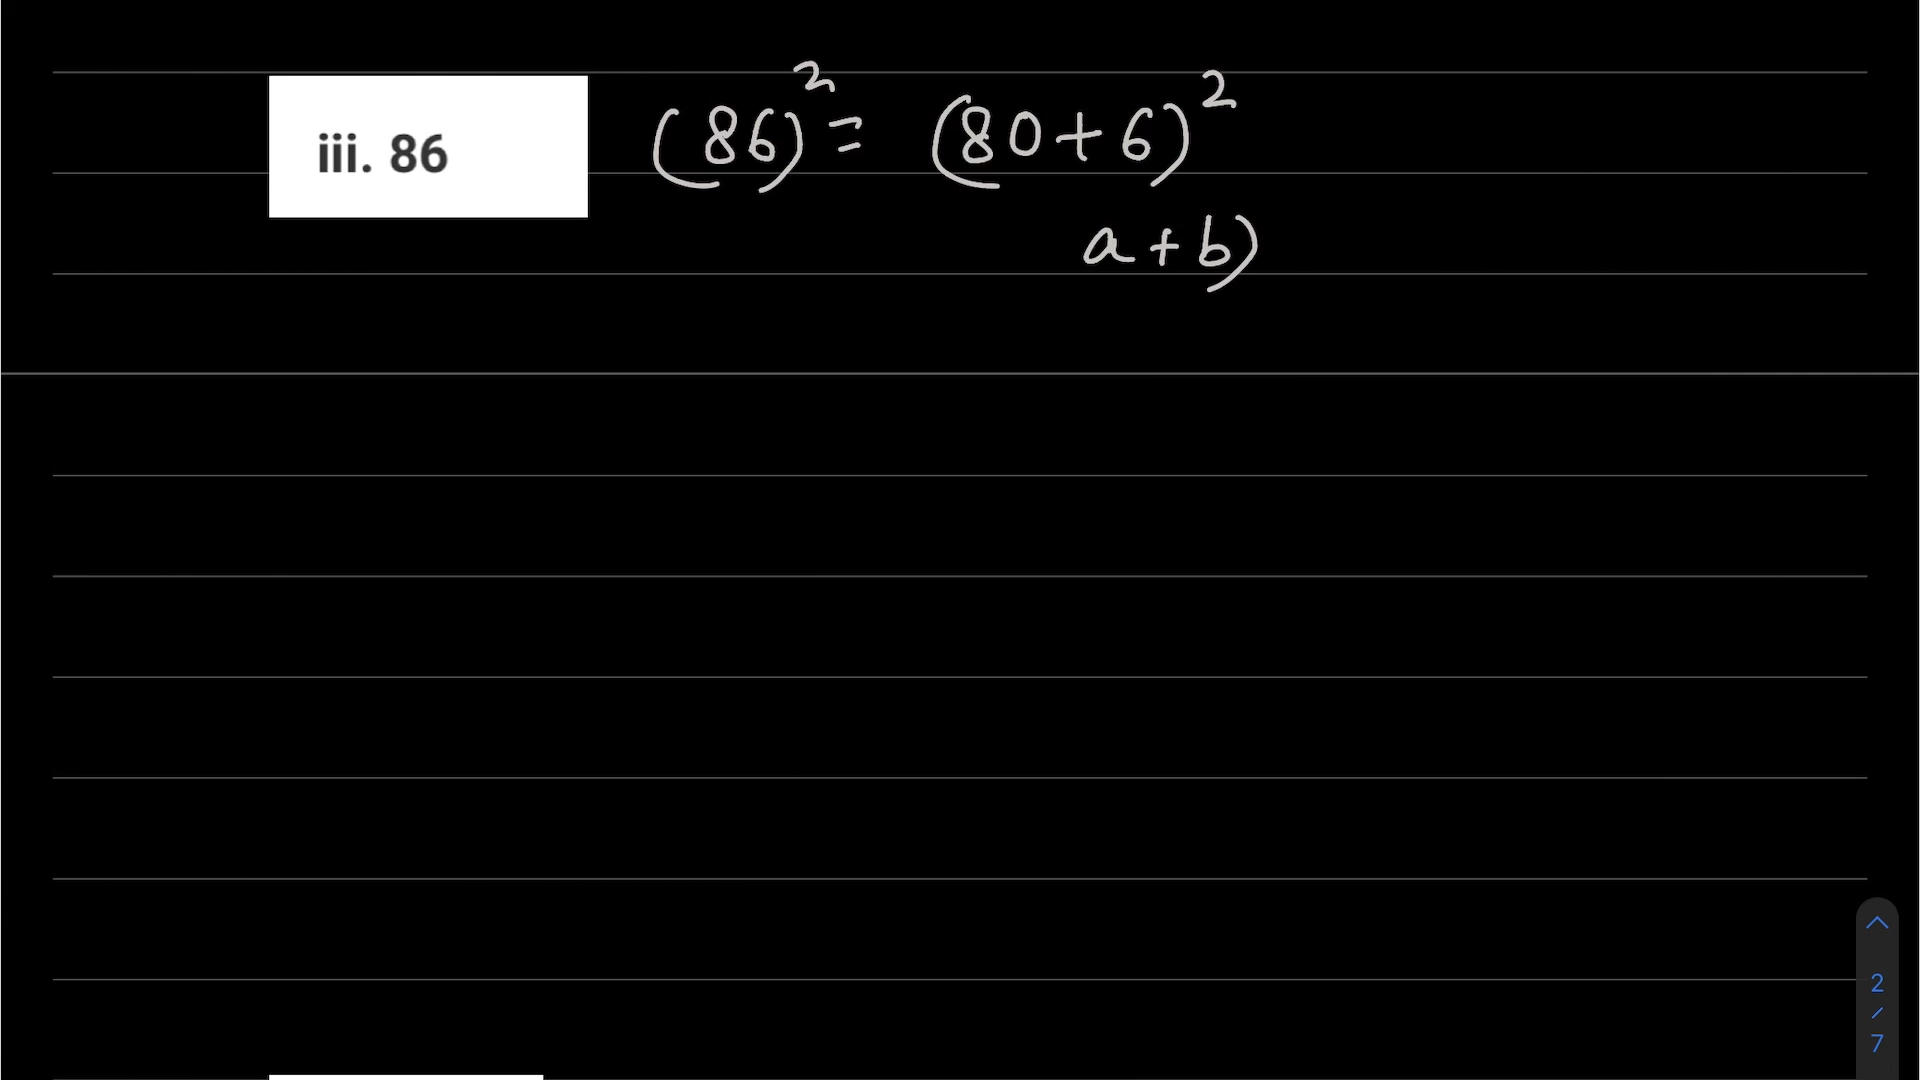 iii. 86 (86)² = (80+6)²
a+b)
2
/
7